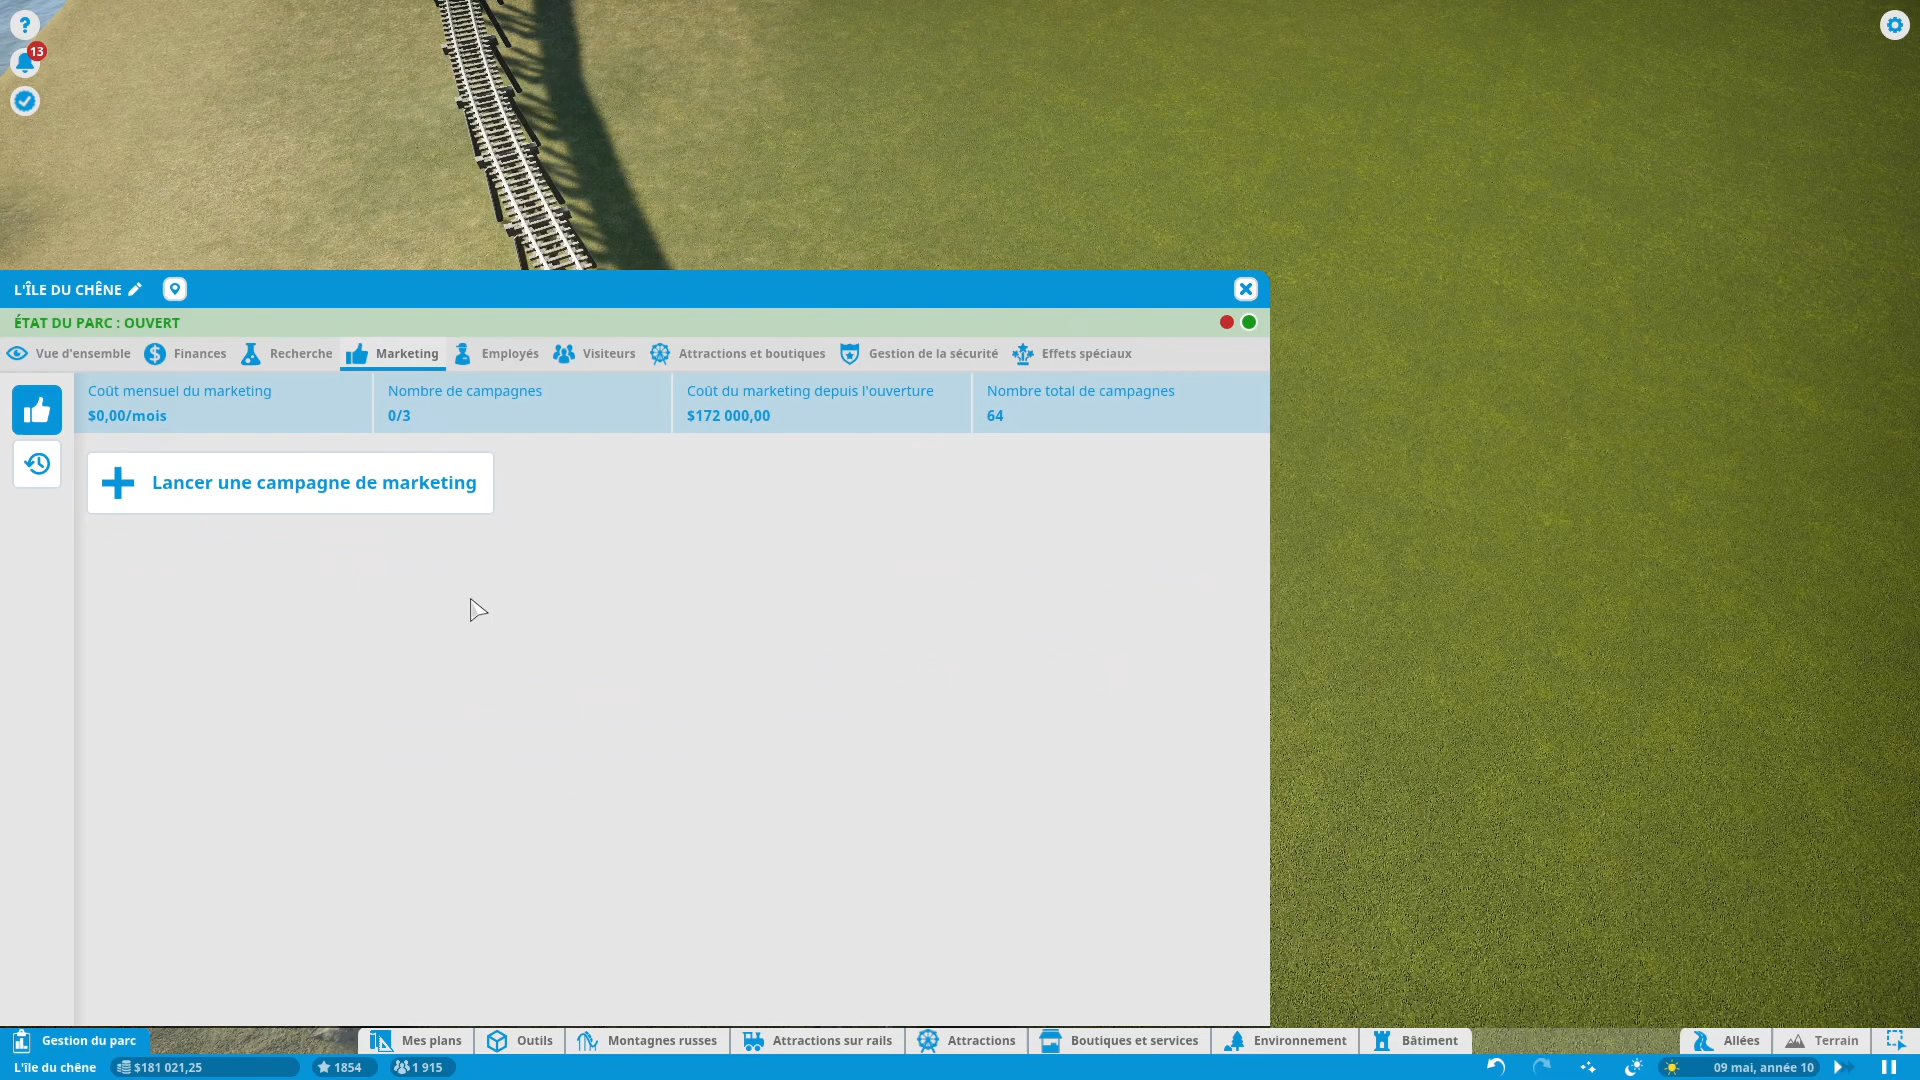 ?
13
L'ÎLE DU CHÊNE
ÉTAT DU PARC : OUVERT
Vue d'ensemble
Finances
Recherche
Marketing
Employés
Visiteurs
Attractions et boutiques
Gestion de la sécurité
Effets spéciaux
Coût mensuel du marketing
$0,00/mois
Nombre de campagnes
0/3
Coût du marketing depuis l'ouverture
$172 000,00
Nombre total de campagnes
64
Lancer une campagne de marketing
Gestion du parc
Mes plans
Outils
Montagnes russes
Attractions sur rails
Attractions
Boutiques et services
Environnement
Bâtiment
Allées
Terrain
L'île du chêne
$181 021,25
1854
1 915
09 mai, année 10